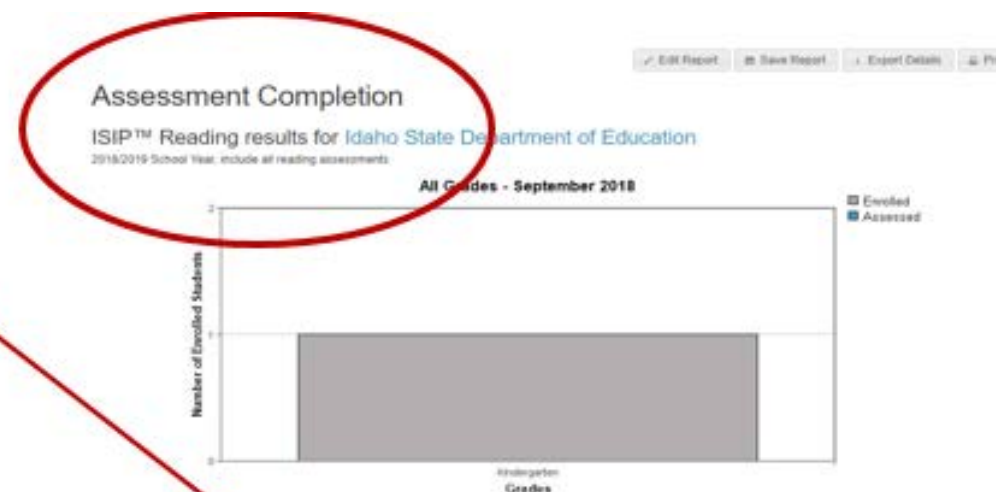 Edit Report Save Report Export Details
Assessment Completion
ISIP™ Reading results for Idaho State Department of Education
2018/2019 School Year, include all reading assessments
All Grades - September 2018
Enrolled
Assessed
2
Number of Enrolled Students
1
0
Kindergarten
Grades